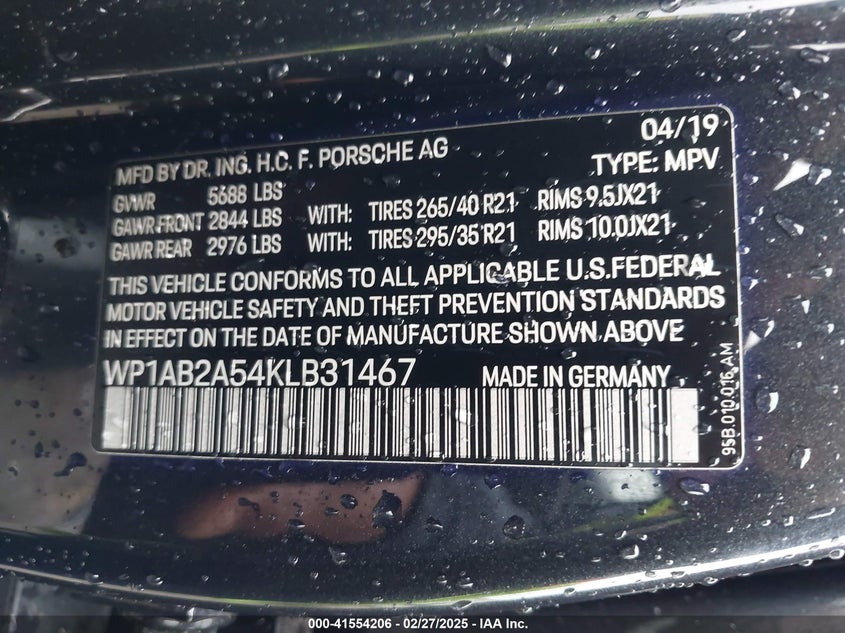 04/19
MFD BY DR. ING. H.C. F. PORSCHE AG TYPE: MPV
GVWR 5688 LBS
GAWR FRONT 2844 LBS WITH: TIRES 265/40 R21 RIMS 9.5JX21
GAWR REAR 2976 LBS WITH: TIRES 295/35 R21 RIMS 10.0JX21
THIS VEHICLE CONFORMS TO ALL APPLICABLE U.S.FEDERAL
MOTOR VEHICLE SAFETY AND THEFT PREVENTION STANDARDS
IN EFFECT ON THE DATE OF MANUFACTURE SHOWN ABOVE
WP1AB2A54KLB31467 MADE IN GERMANY
95B.010.016.AM
000-41554206 - 02/27/2025 - IAA Inc.